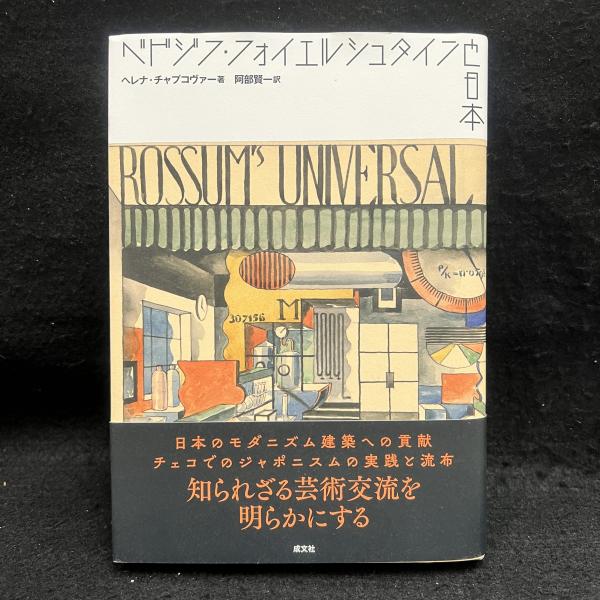 ベドジフ・フォイエルシュタインと日本
ヘレナ・チャプコヴァー著 阿部賢一訳
ROSSUM'S UNIVERSAL
P/K=
M
307156
日本のモダニズム建築への貢献
チェコでのジャポニスムの実践と流布
知られざる芸術交流を
明らかにする
成文社